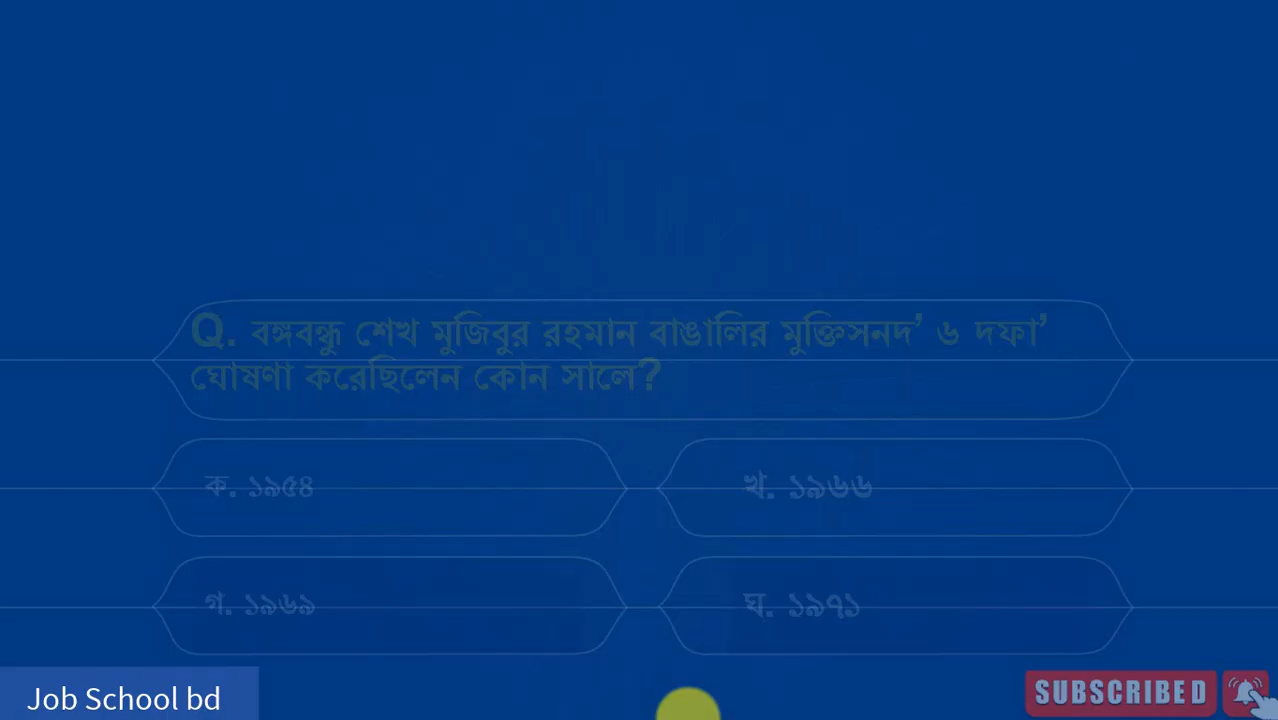 Q. বঙ্গবন্ধু শেখ মুজিবুর রহমান বাঙালির মুক্তিসনদ’ ৬ দফা’
ঘোষণা করেছিলেন কোন সালে?
ক. ১৯৫৪
খ. ১৯৬৬
গ. ১৯৬৯
ঘ. ১৯৭১
Job School bd
SUBSCRIBED